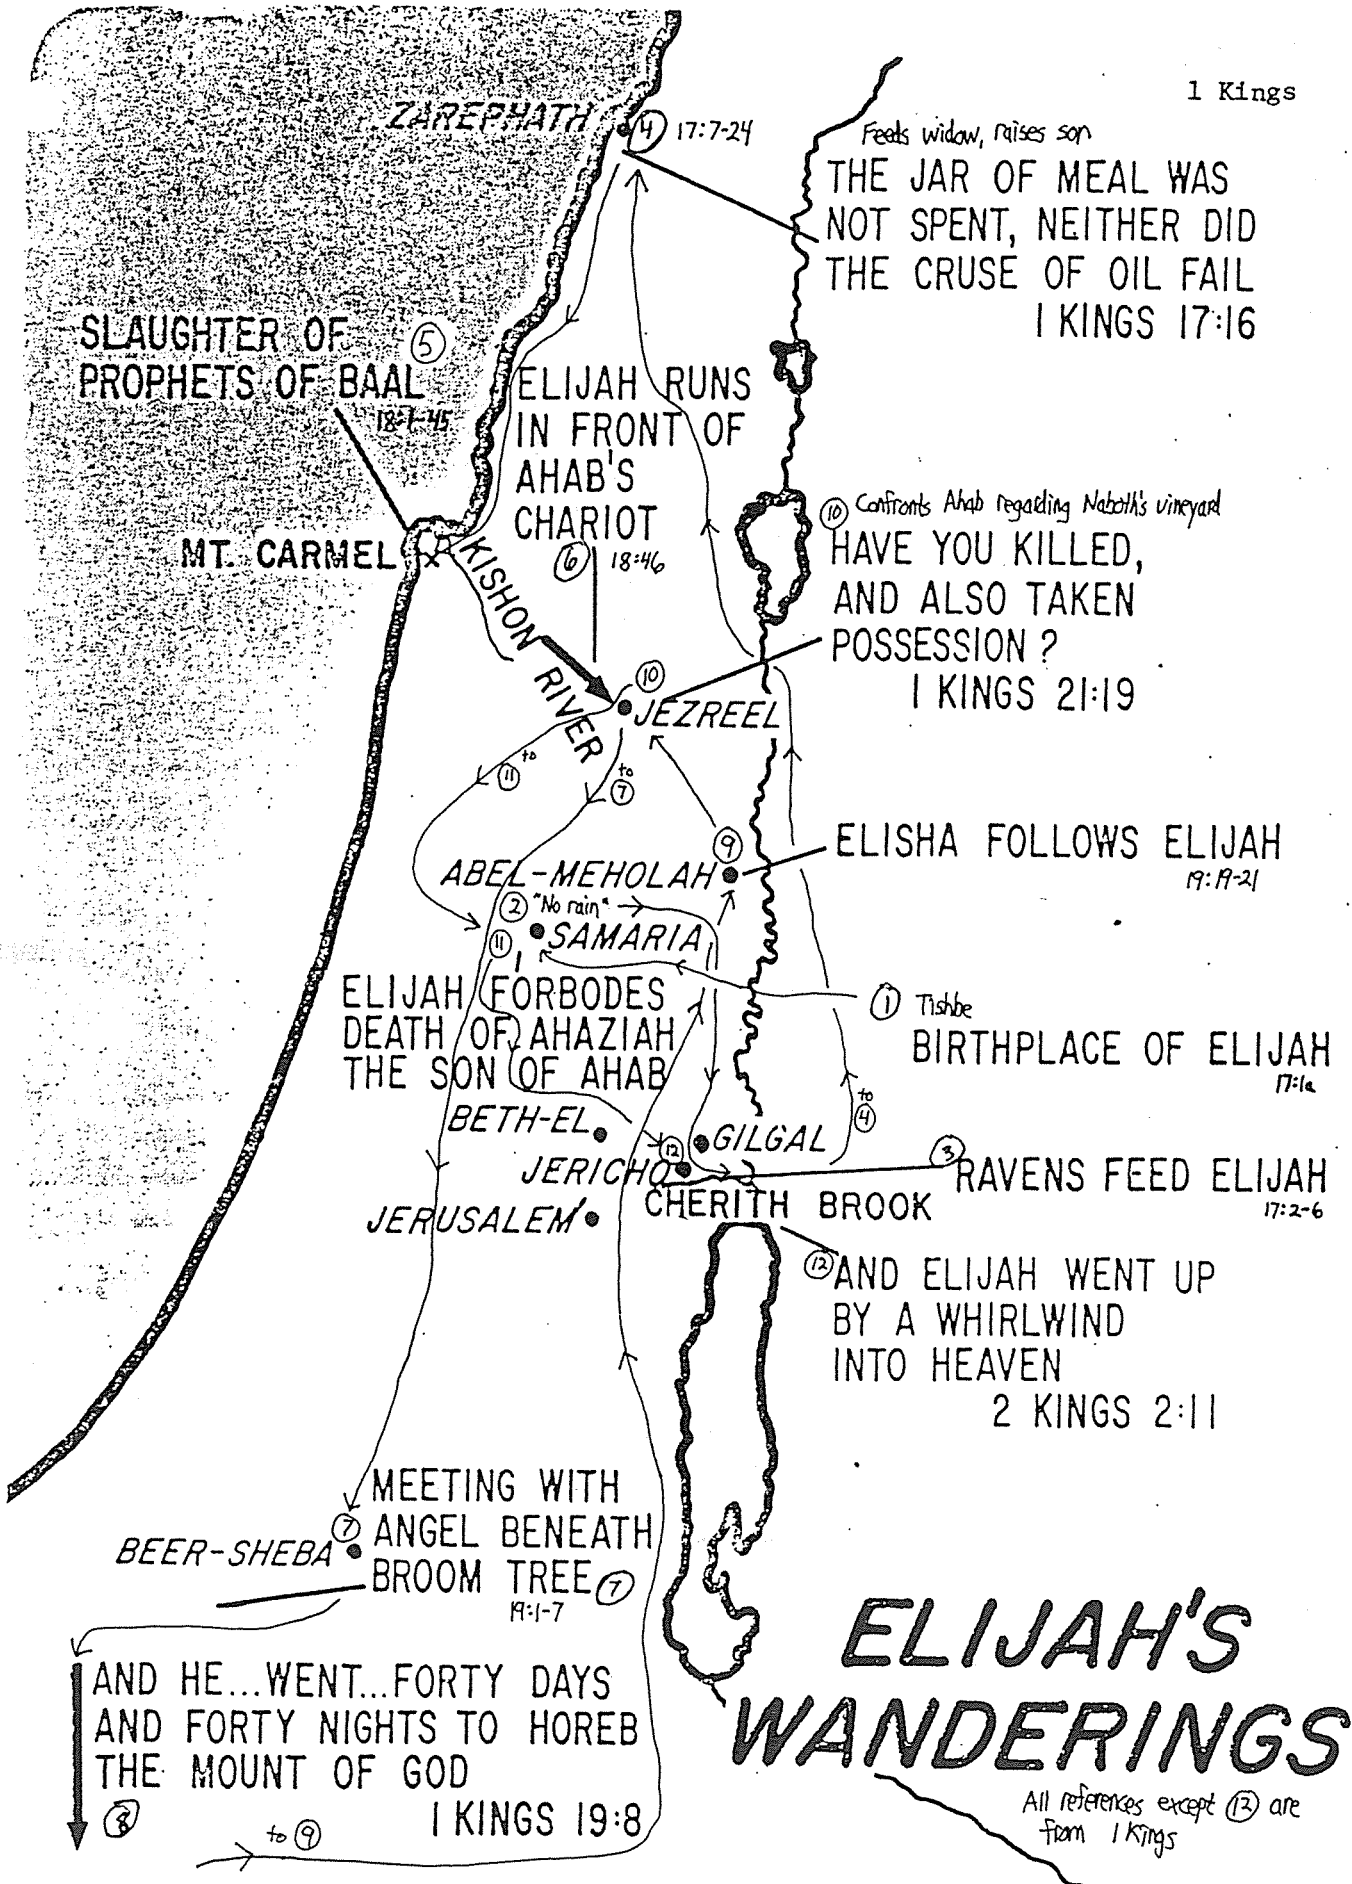 1 Kings
ZAREPHATH
4 17:7-24
Feeds widow, raises son
THE JAR OF MEAL WAS
NOT SPENT, NEITHER DID
THE CRUSE OF OIL FAIL
1 KINGS 17:16
SLAUGHTER OF
PROPHETS OF BAAL
5
18:1-45
ELIJAH RUNS
IN FRONT OF
AHAB'S
CHARIOT
6 18:46
MT. CARMEL
X
KISHON RIVER
10 Confronts Ahab regarding Naboth's vineyard
HAVE YOU KILLED,
AND ALSO TAKEN
POSSESSION?
1 KINGS 21:19
10
JEZREEL
to
11
to
7
9
ABEL-MEHOLAH
ELISHA FOLLOWS ELIJAH
19:19-21
2 "No rain"
11
SAMARIA
ELIJAH FORBODES
DEATH OF AHAZIAH
THE SON OF AHAB
1 Tishbe
BIRTHPLACE OF ELIJAH
17:1a
to
4
BETH-EL
GILGAL
12
JERICHO
CHERITH BROOK
3
RAVENS FEED ELIJAH
17:2-6
JERUSALEM
12 AND ELIJAH WENT UP
BY A WHIRLWIND
INTO HEAVEN
2 KINGS 2:11
BEER-SHEBA
7
MEETING WITH
ANGEL BENEATH
BROOM TREE 7
19:1-7
AND HE...WENT...FORTY DAYS
AND FORTY NIGHTS TO HOREB
THE MOUNT OF GOD
8
1 KINGS 19:8
to 9
ELIJAH'S
WANDERINGS
All references except 12 are
from 1 Kings